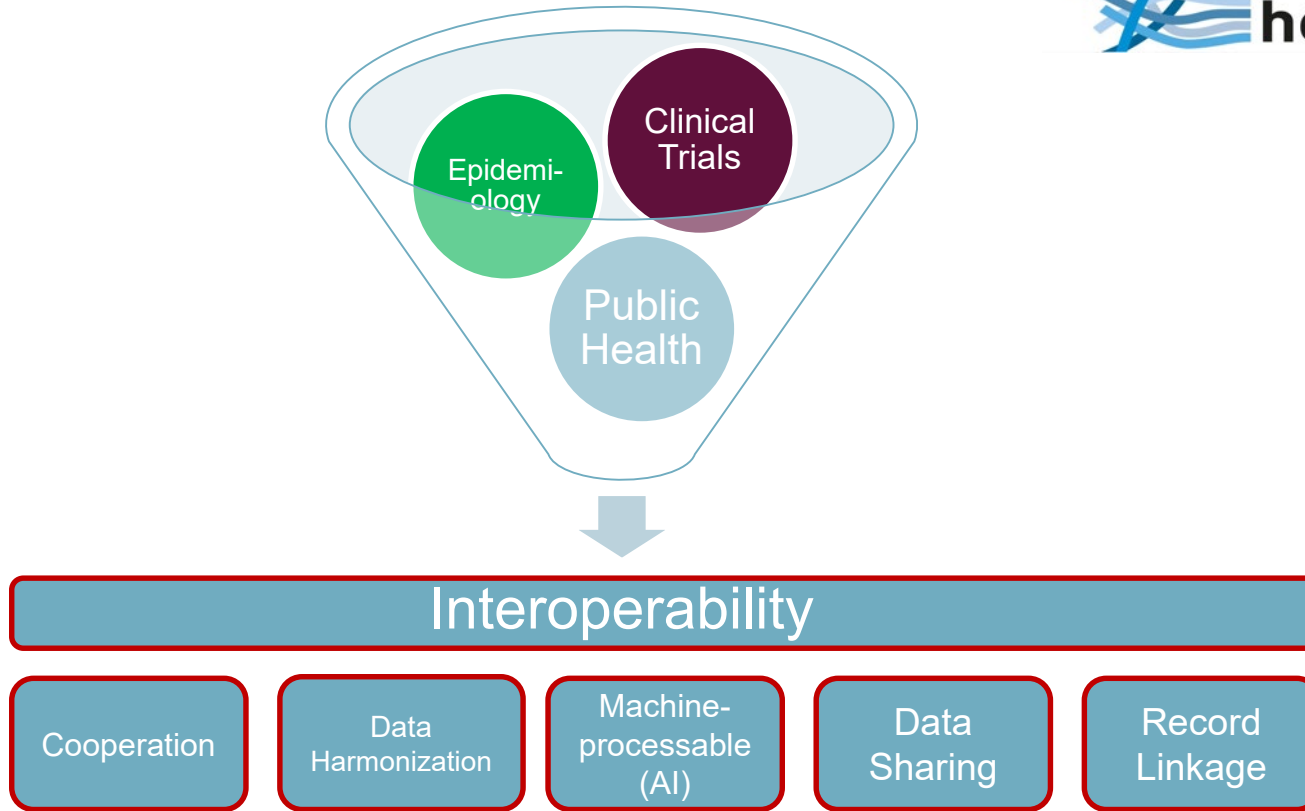 Clinical
Trials
Epidemi-
ology
Public
Health
Interoperability
Cooperation
Data
Harmonization
Machine-
processable
(AI)
Data
Sharing
Record
Linkage